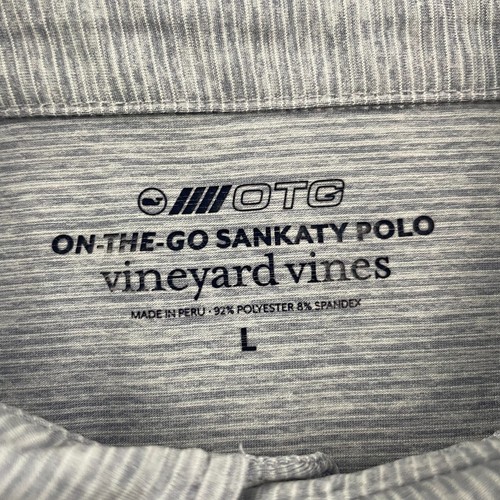 OTG
ON-THE-GO SANKATY POLO
vineyard vines
MADE IN PERU · 92% POLYESTER 8% SPANDEX
L